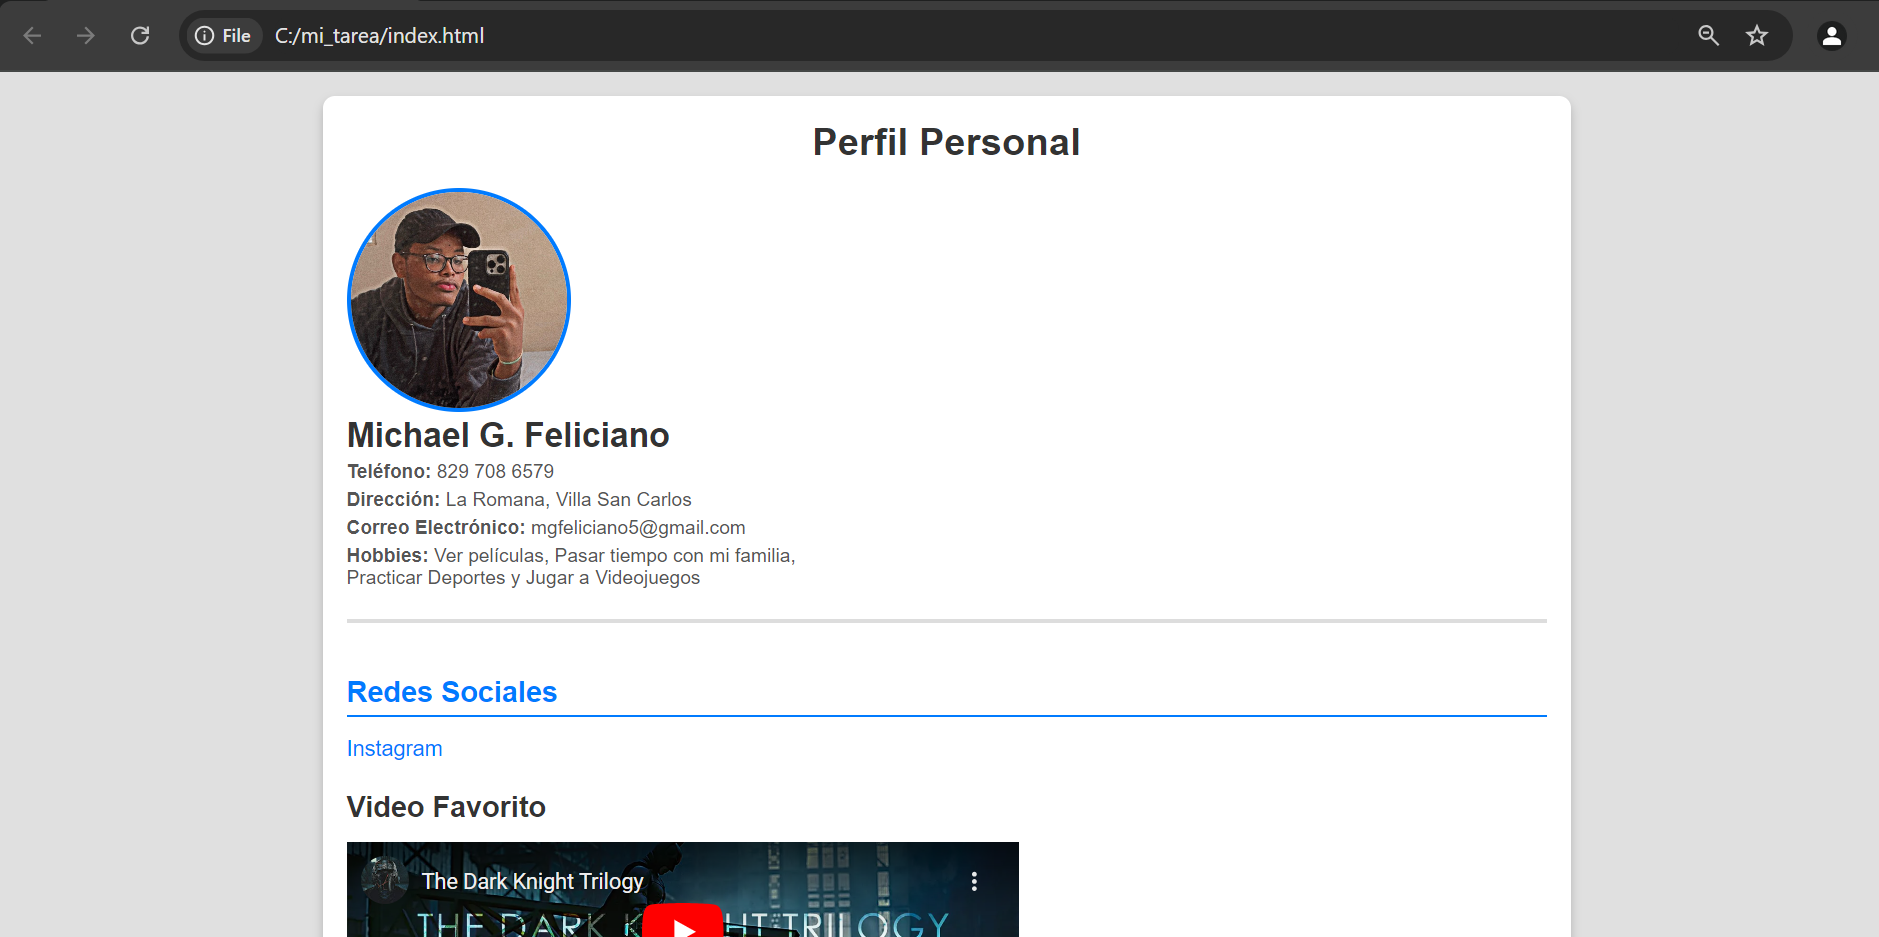 File
C:/mi_tarea/index.html
Perfil Personal
Michael G. Feliciano
Teléfono: 829 708 6579
Dirección: La Romana, Villa San Carlos
Correo Electrónico: mgfeliciano5@gmail.com
Hobbies: Ver películas, Pasar tiempo con mi familia,
Practicar Deportes y Jugar a Videojuegos
Redes Sociales
Instagram
Video Favorito
The Dark Knight Trilogy
THE DARK KNIGHT TRILOGY